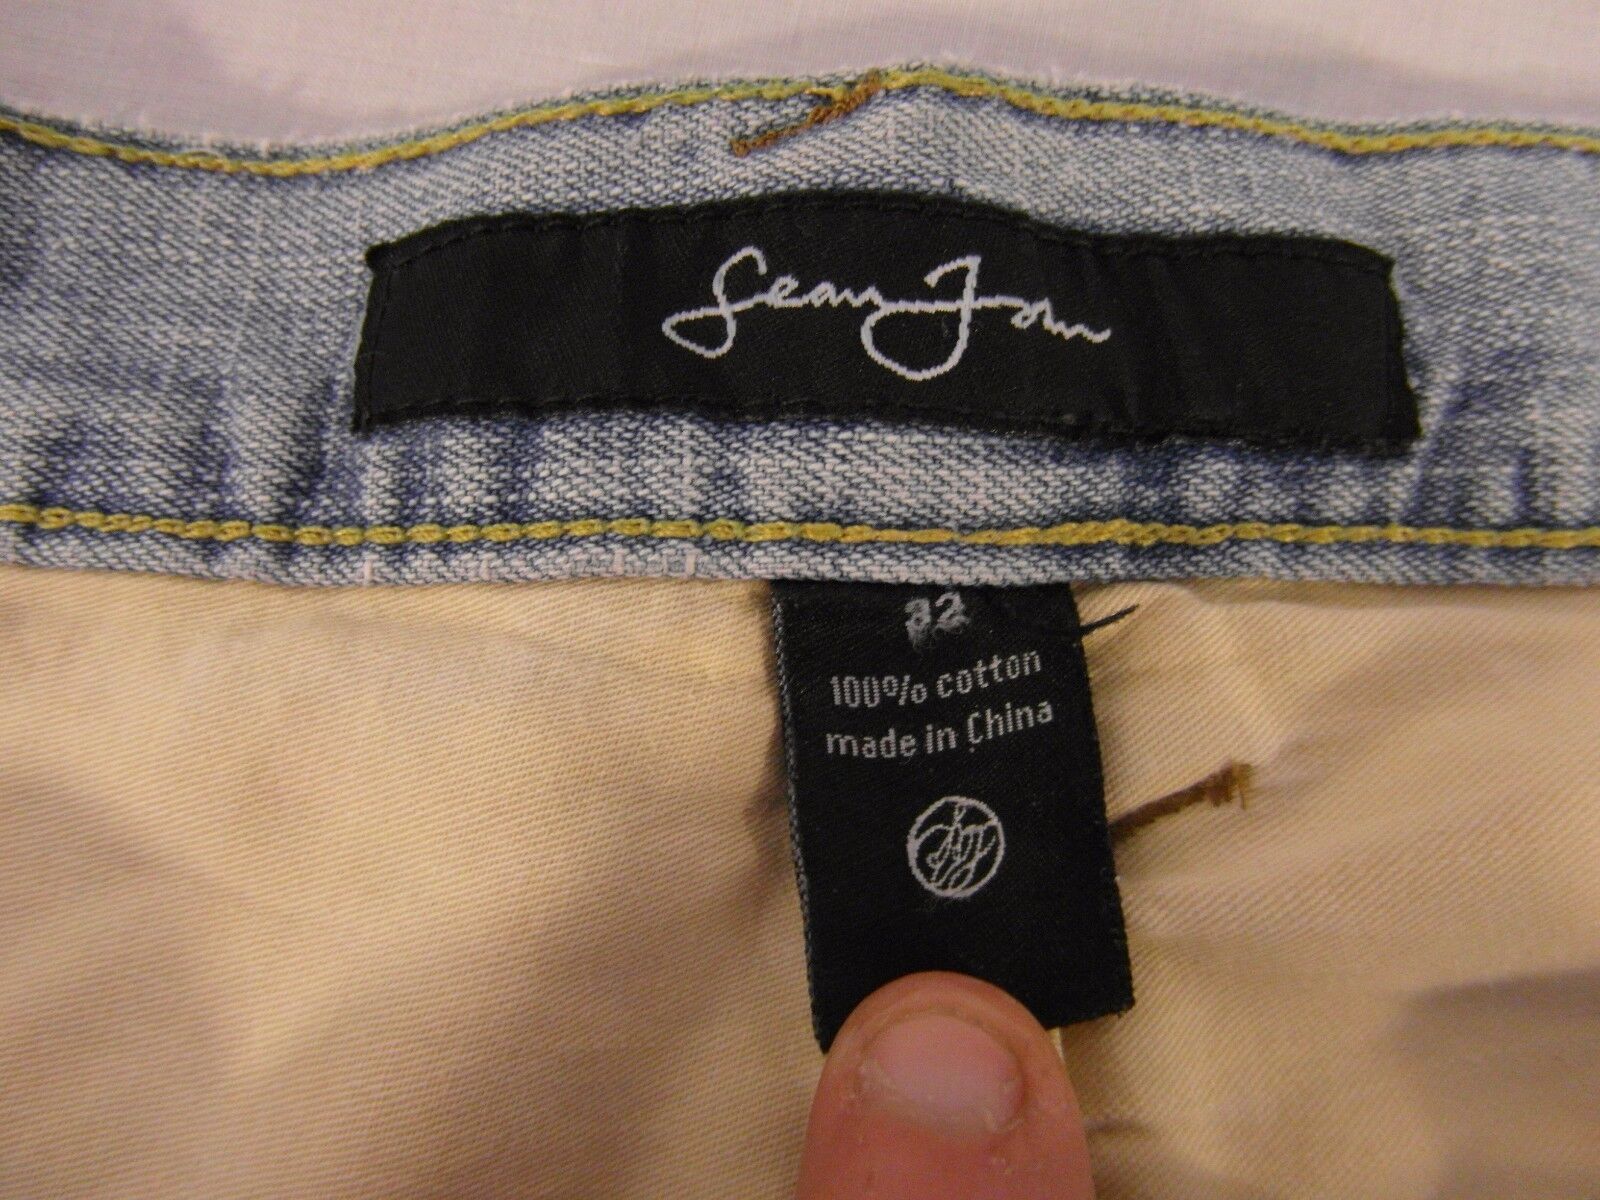 Sean John
32
100% cotton
made in China